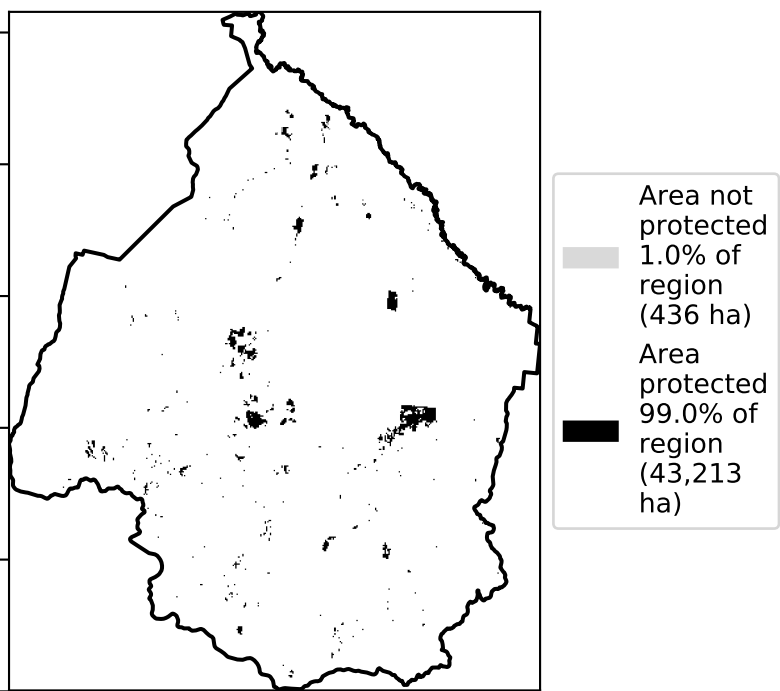 Area not
protected
1.0% of
region
(436 ha)
Area
protected
99.0% of
region
(43,213
ha)